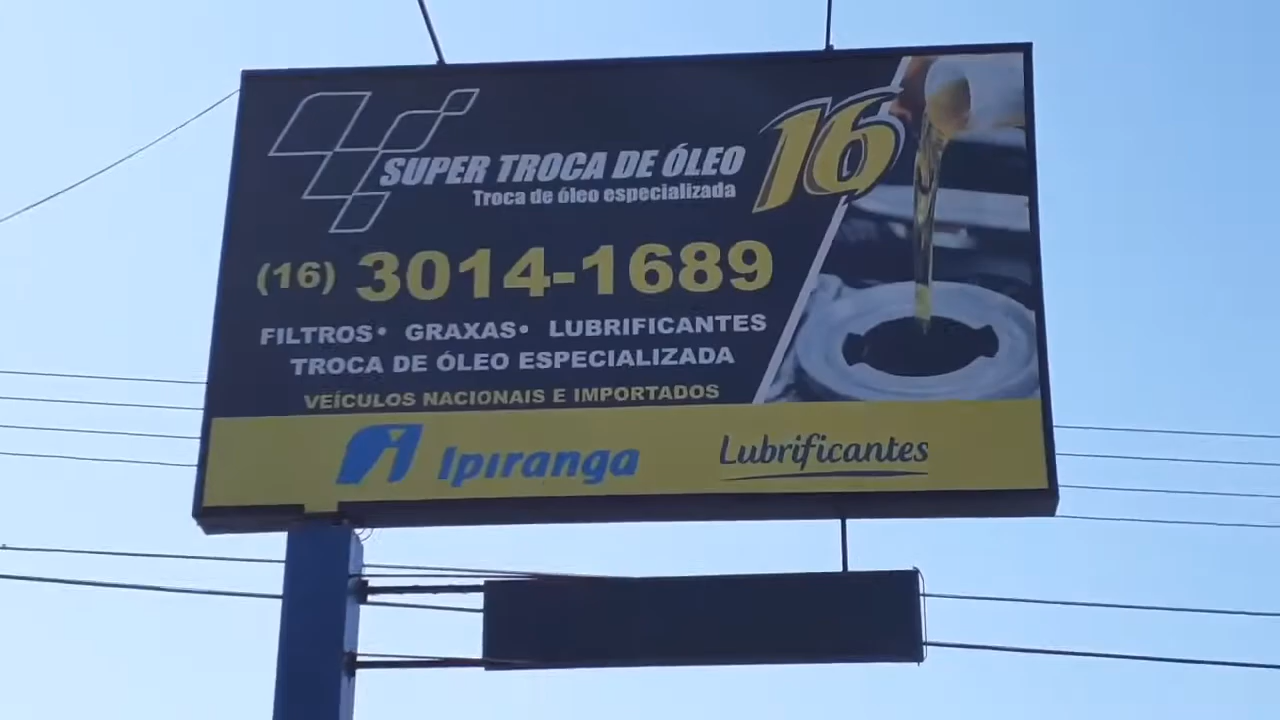 SUPER TROCA DE ÓLEO 16
Troca de óleo especializada
(16) 3014-1689
FILTROS • GRAXAS • LUBRIFICANTES
TROCA DE ÓLEO ESPECIALIZADA
VEÍCULOS NACIONAIS E IMPORTADOS
Ipiranga Lubrificantes